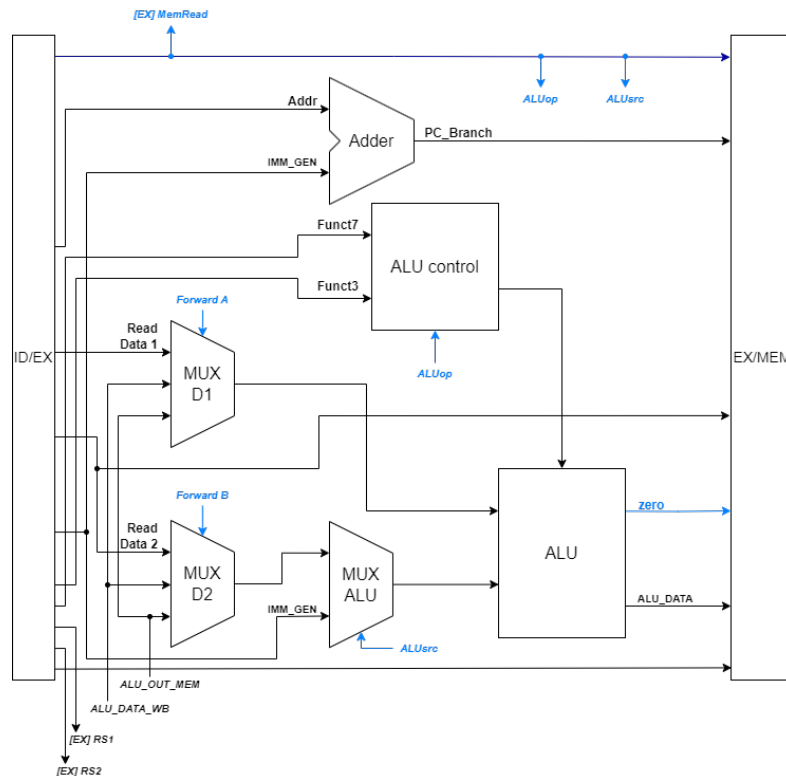 [EX] MemRead
ALUop
ALUsrc
Addr
Adder
PC_Branch
IMM_GEN
Funct7
ALU control
Funct3
Forward A
Read
Data 1
ID/EX
EX/MEM
MUX
D1
ALUop
Forward B
zero
Read
Data 2
MUX
D2
MUX
ALU
ALU
IMM_GEN
ALU_DATA
ALUsrc
ALU_OUT_MEM
ALU_DATA_WB
[EX] RS1
[EX] RS2